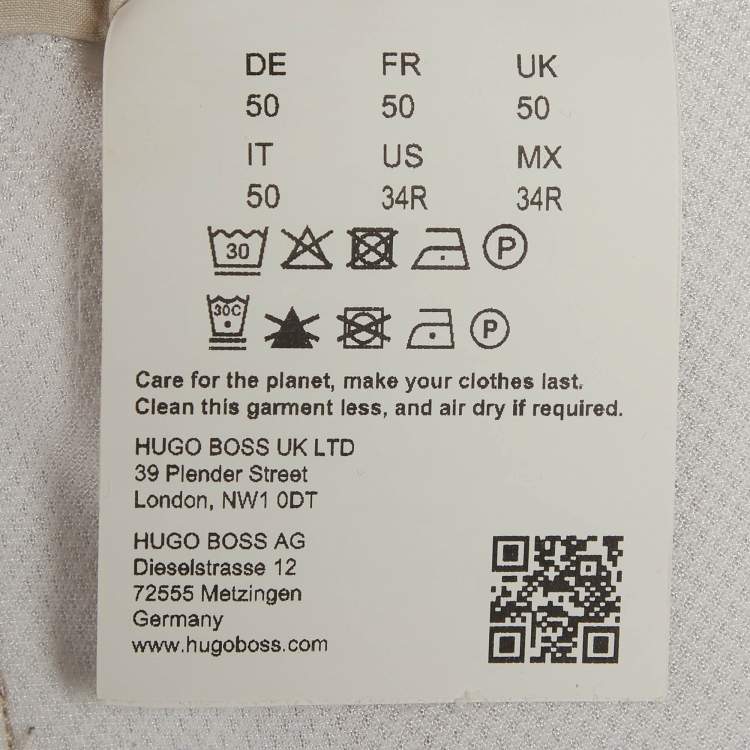 DE FR UK
50 50 50
IT US MX
50 34R 34R
30 P
30C P
Care for the planet, make your clothes last.
Clean this garment less, and air dry if required.
HUGO BOSS UK LTD
39 Plender Street
London, NW1 0DT
HUGO BOSS AG
Dieselstrasse 12
72555 Metzingen
Germany
www.hugoboss.com